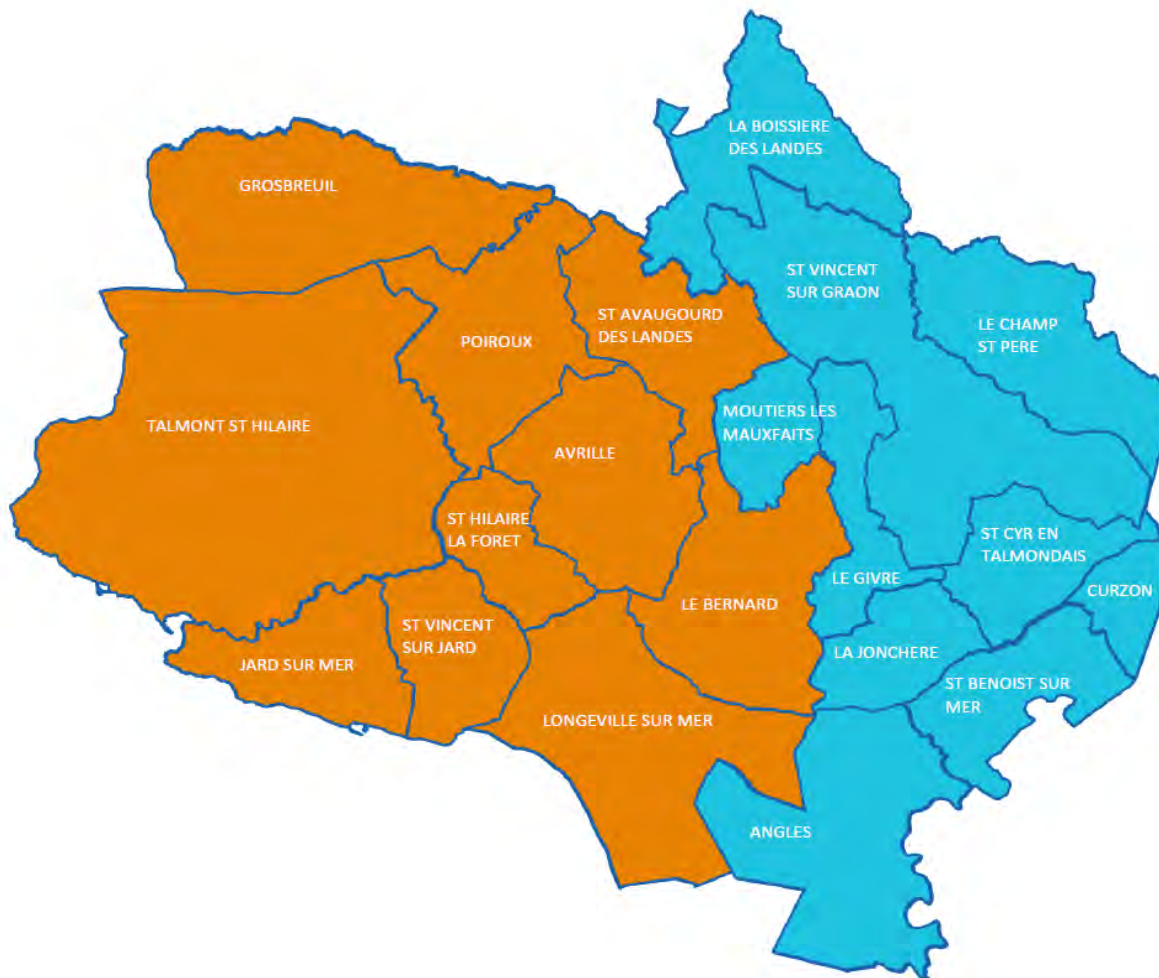 LA BOISSIERE
DES LANDES
GROSBREUIL
ST VINCENT
SUR GRAON
ST AVAUGOURD
DES LANDES
LE CHAMP
ST PERE
POIROUX
TALMONT ST HILAIRE
MOUTIERS LES
MAUXFAITS
AVRILLE
ST HILAIRE
LA FORET
ST CYR EN
TALMONDAIS
LE GIVRE
CURZON
LE BERNARD
ST VINCENT
SUR JARD
LA JONCHERE
JARD SUR MER
ST BENOIST SUR
MER
LONGEVILLE SUR MER
ANGLES